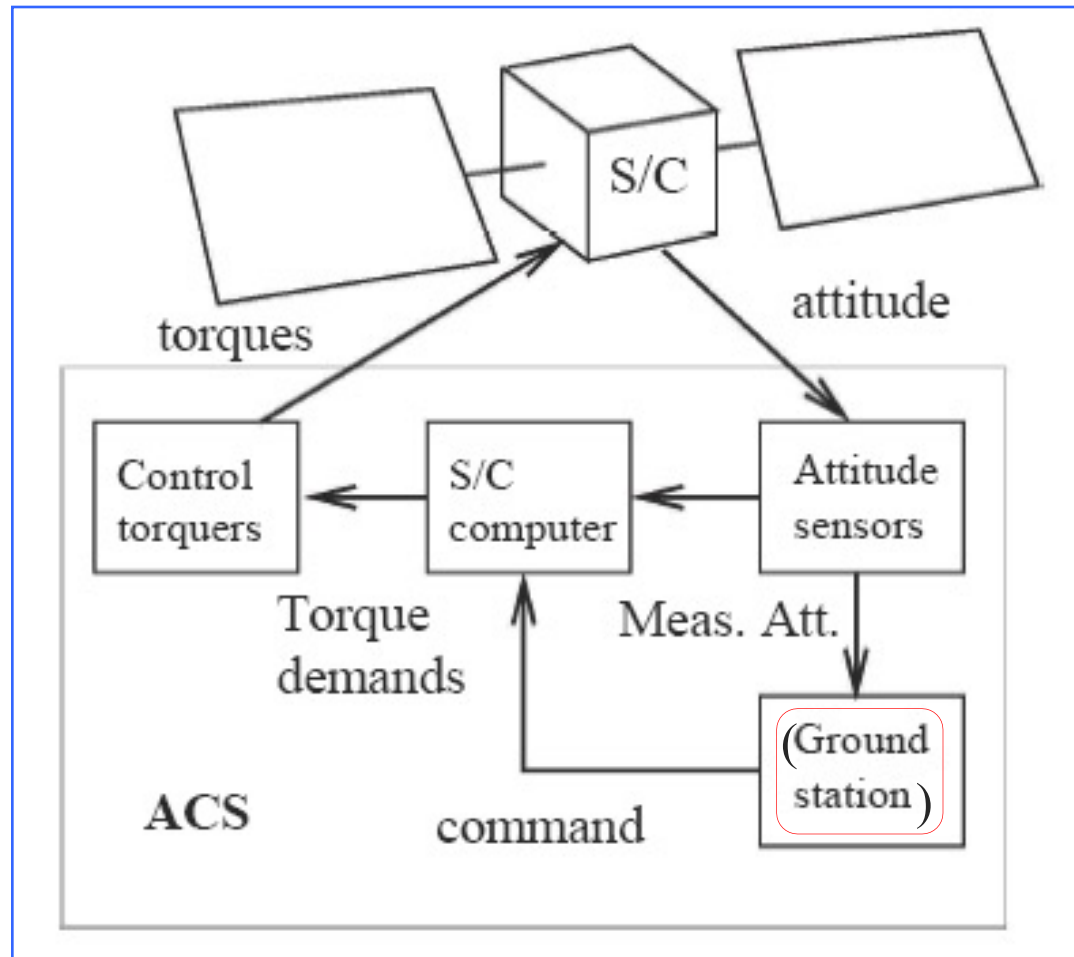 S/C
attitude
torques
Control
torquers
S/C
computer
Attitude
sensors
Torque
demands
Meas. Att.
(Ground
station)
command
ACS